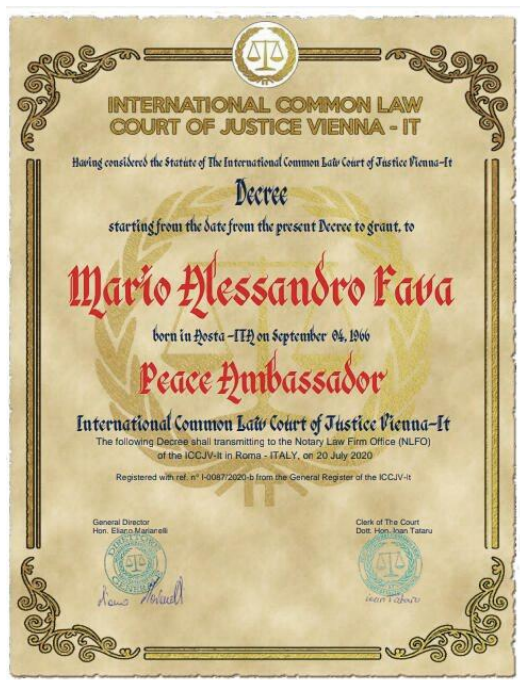 INTERNATIONAL COMMON LAW
COURT OF JUSTICE VIENNA - IT
Having considered the Statute of The International Common Law Court of Justice Vienna-It
Decree
starting from the date from the present Decree to grant, to
Mario Alessandro Fava
born in Aosta -ITA on September 04, 1966
Peace Ambassador
International Common Law Court of Justice Vienna-It
The following Decree shall transmitting to the Notary Law Firm Office (NLFO)
of the ICCJV-It in Roma - ITALY, on 20 July 2020
Registered with ref. n° I-0087/2020-b from the General Register of the ICCJV-It
General Director
Hon. Eliano Marianelli
Clerk of The Court
Dott. Hon. Ioan Tataru